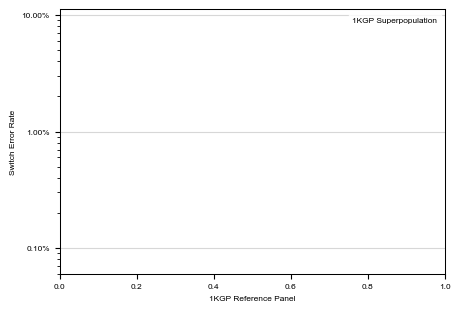 10.00%
1KGP Superpopulation
1.00%
Switch Error Rate
0.10%
0.0 0.2 0.4 0.6 0.8 1.0
1KGP Reference Panel